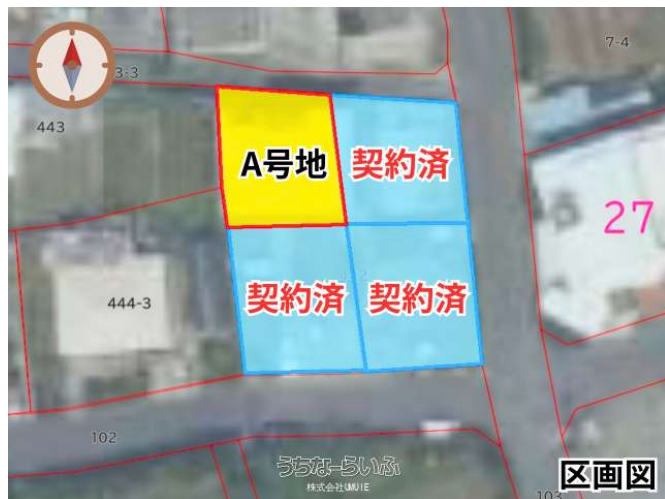 7-4
3-3
443
A号地
契約済
27
契約済
契約済
444-3
102
うちなーらいふ
株式会社UMUIE
103
区画図